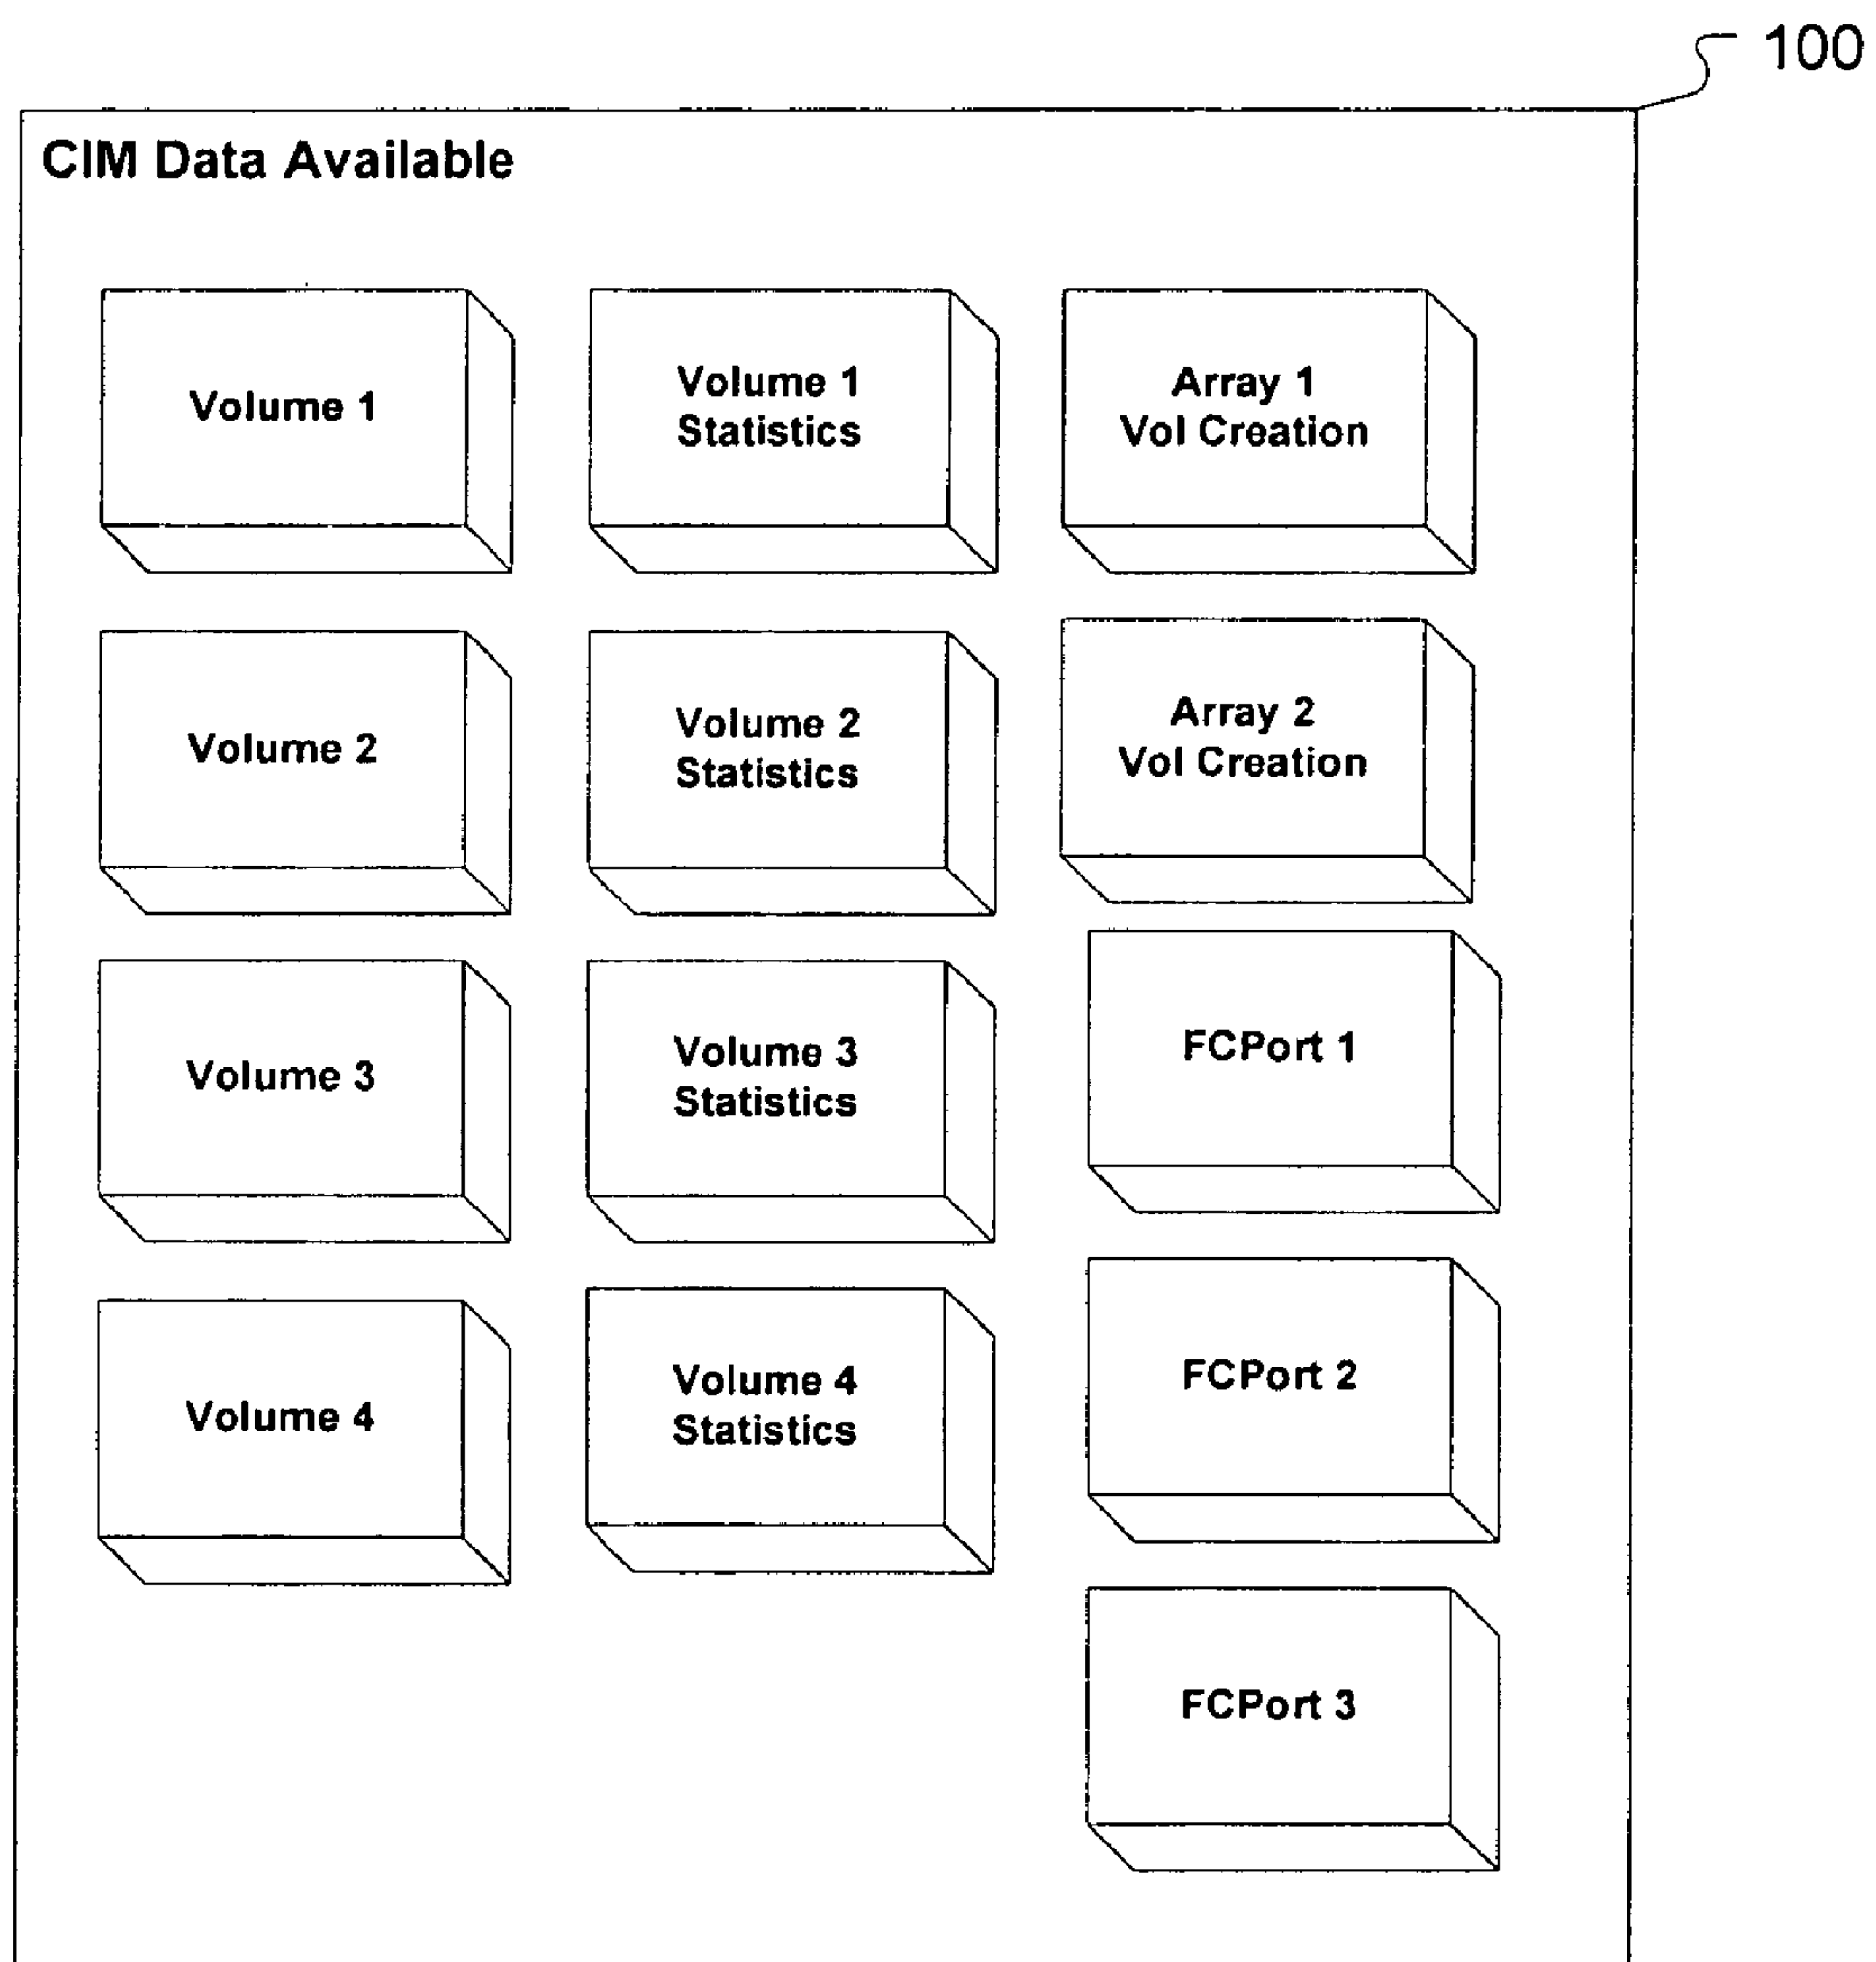 100
CIM Data Available
Volume 1
Volume 1
Statistics
Array 1
Vol Creation
Volume 2
Volume 2
Statistics
Array 2
Vol Creation
Volume 3
Volume 3
Statistics
FCPort 1
Volume 4
Volume 4
Statistics
FCPort 2
FCPort 3